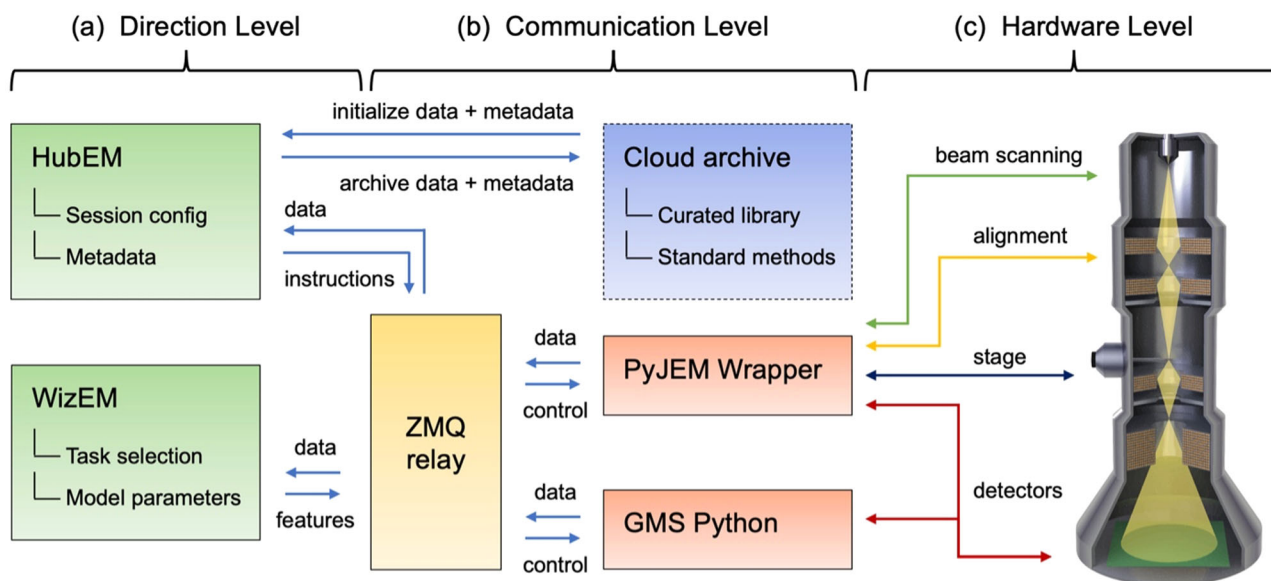 (a) Direction Level
(b) Communication Level
(c) Hardware Level
initialize data + metadata
archive data + metadata
HubEM
Session config
Metadata
data
instructions
Cloud archive
Curated library
Standard methods
beam scanning
alignment
stage
detectors
WizEM
Task selection
Model parameters
data
features
ZMQ
relay
data
control
PyJEM Wrapper
data
control
GMS Python